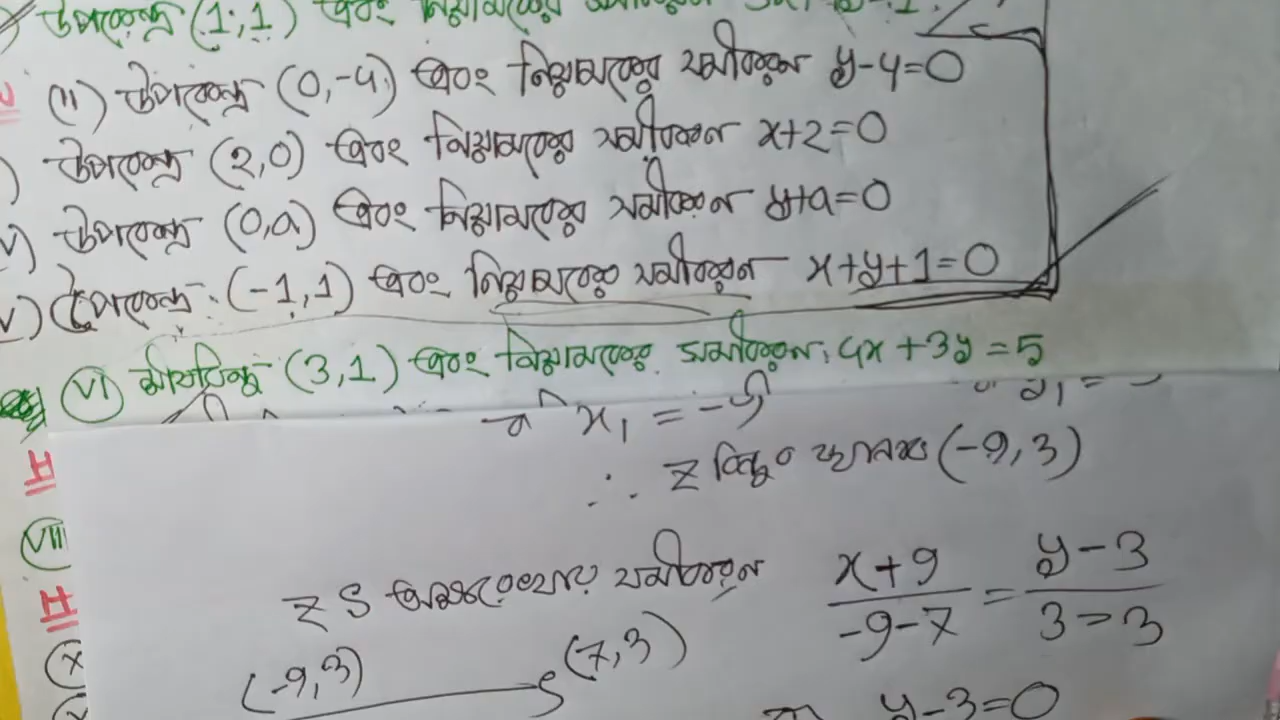 উপকেন্দ্র (1,1) এবং নিয়ামকের সমীকরণ
(ii) উপকেন্দ্র (0,-4) এবং নিয়ামকের সমীকরণ y-4=0
) উপকেন্দ্র (2,0) এবং নিয়ামকের সমীকরণ x+2=0
v) উপকেন্দ্র (0,a) এবং নিয়ামকের সমীকরণ y+a=0
v) উপকেন্দ্র: (-1,1) এবং নিয়ামকের সমীকরণ x+y+1=0
(vi) শীর্ষবিন্দু (3,1) এবং নিয়ামকের সমীকরণ: 4x+3y=5
∴ Z বিন্দুর স্থানাঙ্ক (-9,3)
(vii
ZS অক্ষরেখার সমীকরণ x+9/-9-7 = y-3/3-3
(x
(-9,3) S (7,3)
y-3=0